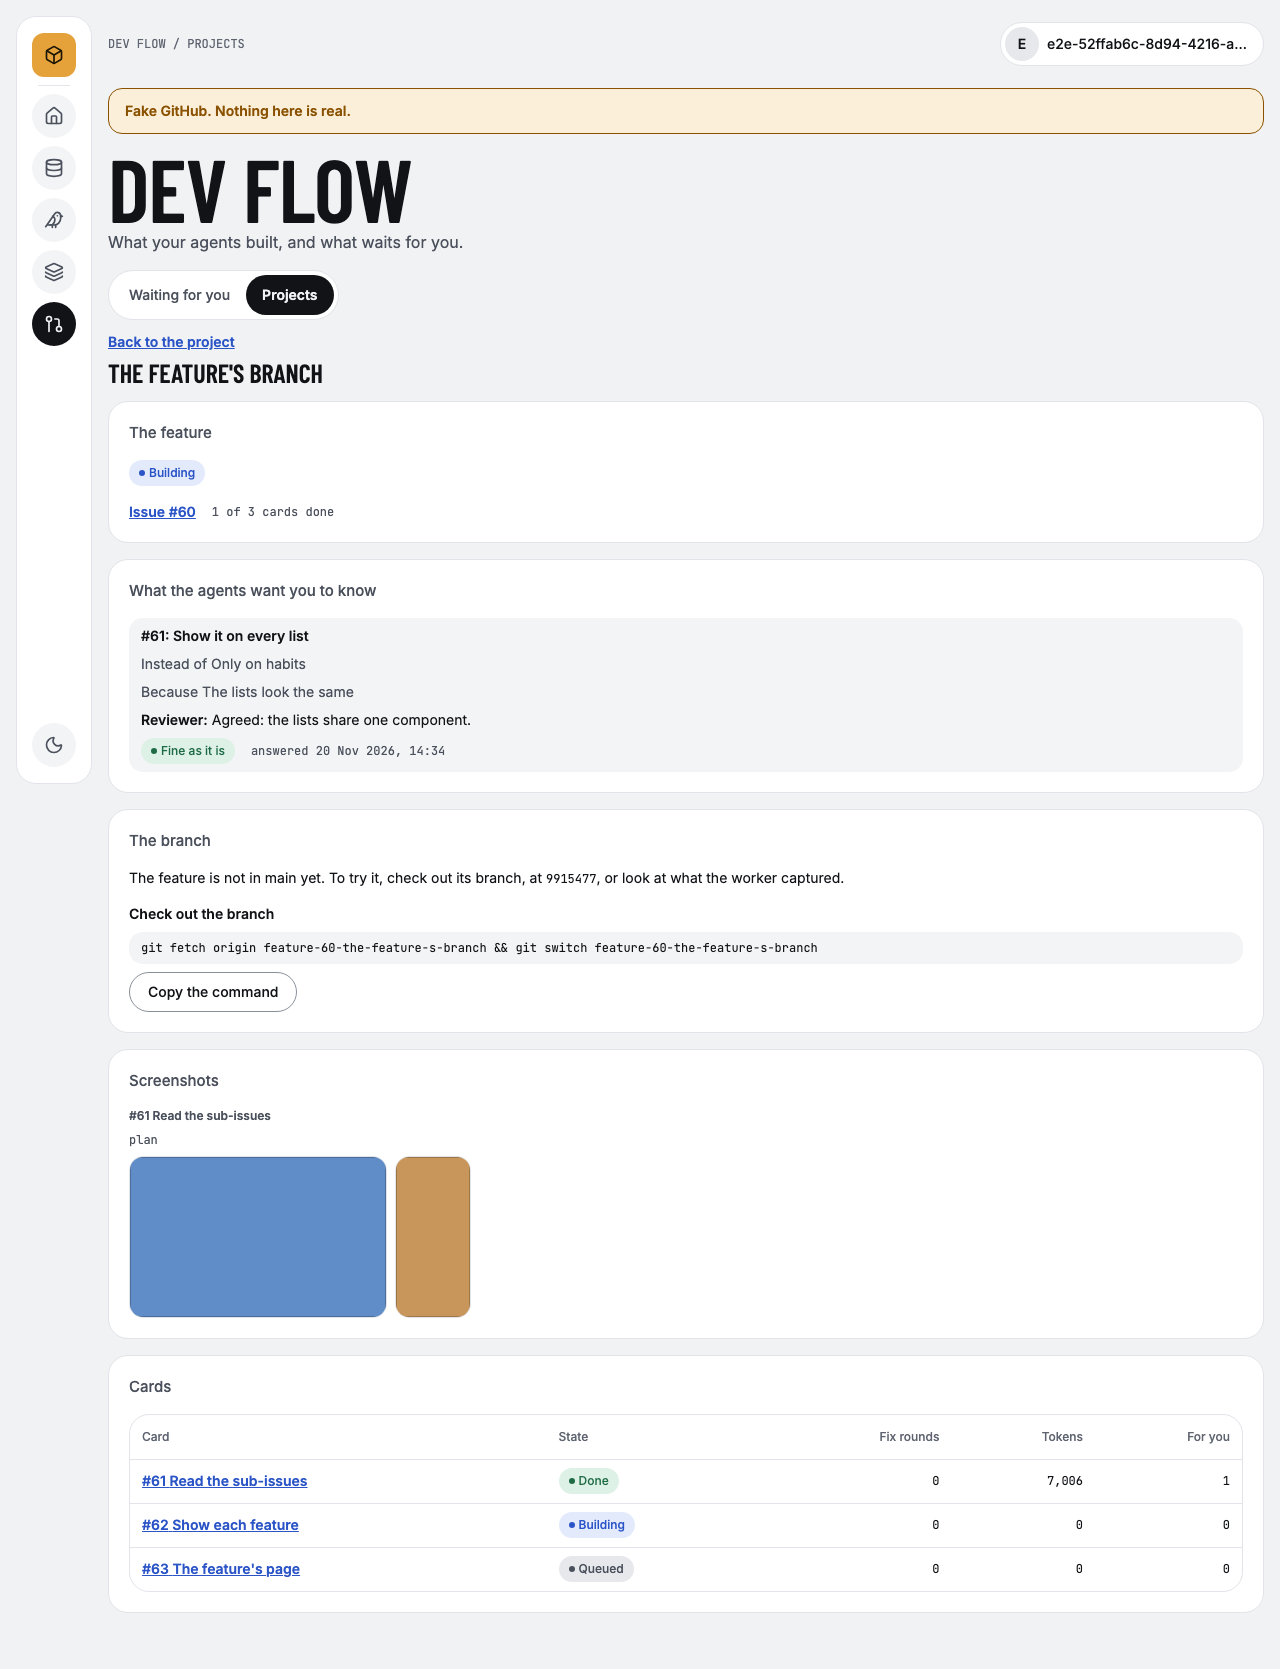 DEV FLOW / PROJECTS
E
e2e-52ffab6c-8d94-4216-a...
Fake GitHub. Nothing here is real.
DEV FLOW
What your agents built, and what waits for you.
Waiting for you
Projects
Back to the project
THE FEATURE'S BRANCH
The feature
Building
Issue #60 1 of 3 cards done
What the agents want you to know
#61: Show it on every list
Instead of Only on habits
Because The lists look the same
Reviewer: Agreed: the lists share one component.
Fine as it is answered 20 Nov 2026, 14:34
The branch
The feature is not in main yet. To try it, check out its branch, at 9915477, or look at what the worker captured.
Check out the branch
git fetch origin feature-60-the-feature-s-branch && git switch feature-60-the-feature-s-branch
Copy the command
Screenshots
#61 Read the sub-issues
plan
Cards
Card State Fix rounds Tokens For you
#61 Read the sub-issues Done 0 7,006 1
#62 Show each feature Building 0 0 0
#63 The feature's page Queued 0 0 0